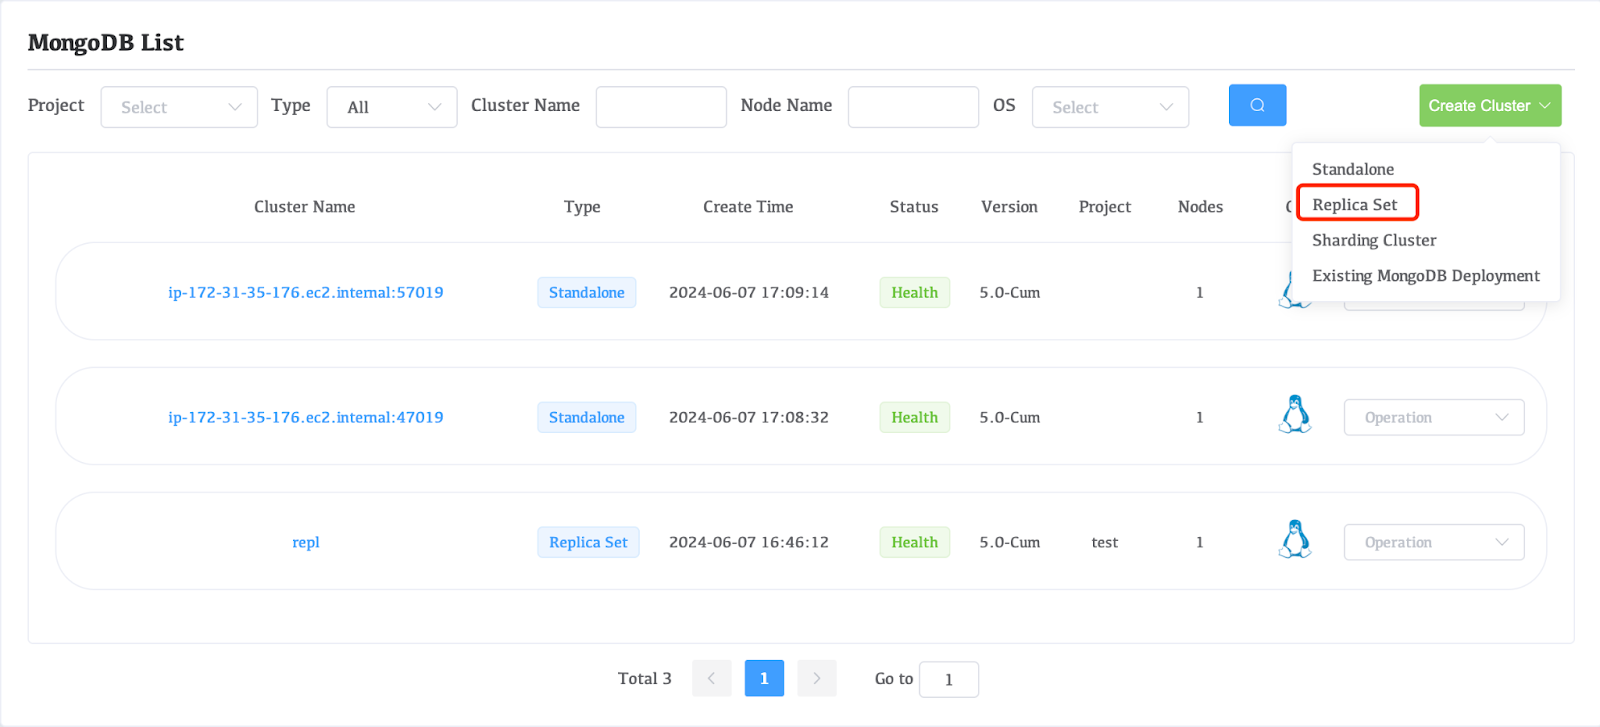 MongoDB List
Project Select Type All Cluster Name Node Name OS Select Create Cluster
Standalone
Replica Set
Sharding Cluster
Existing MongoDB Deployment
Cluster Name Type Create Time Status Version Project Nodes
ip-172-31-35-176.ec2.internal:57019 Standalone 2024-06-07 17:09:14 Health 5.0-Cum 1
ip-172-31-35-176.ec2.internal:47019 Standalone 2024-06-07 17:08:32 Health 5.0-Cum 1 Operation
repl Replica Set 2024-06-07 16:46:12 Health 5.0-Cum test 1 Operation
Total 3 1 Go to 1